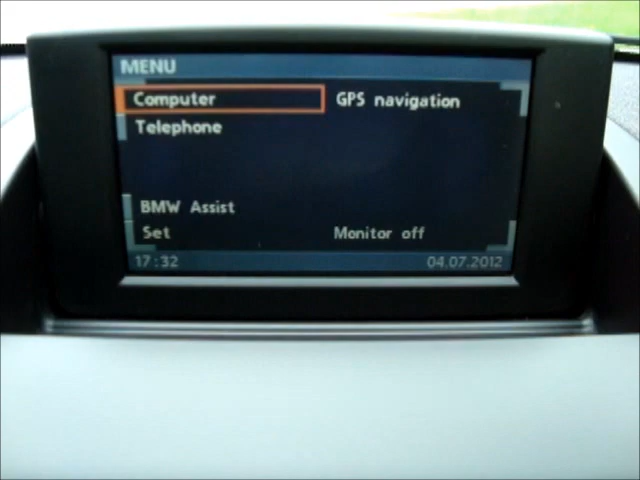 MENU
Computer GPS navigation
Telephone
BMW Assist
Set Monitor off
17:32 04.07.2012